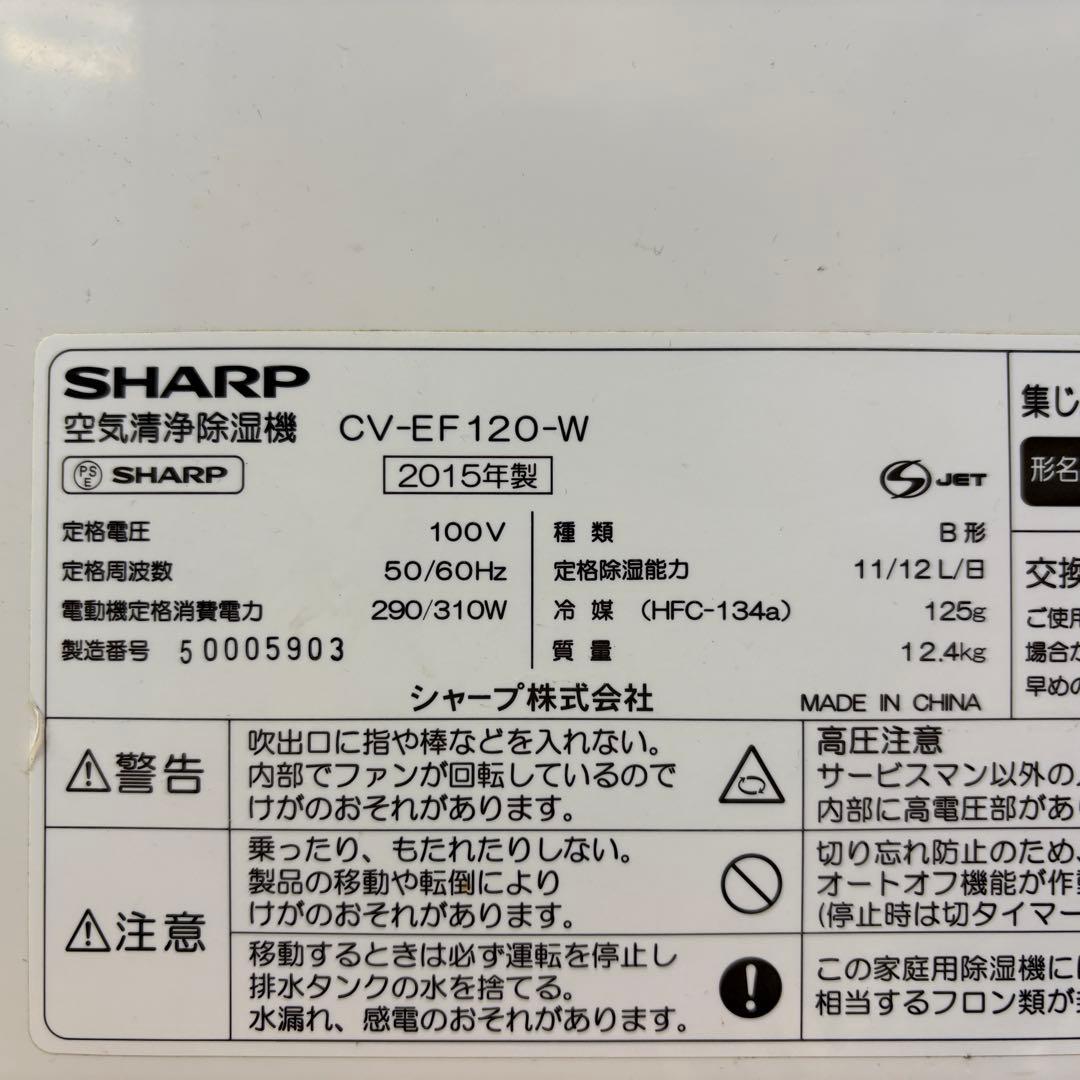 SHARP
空気清浄除湿機 CV-EF120-W
PSE SHARP 2015年製 S JET
定格電圧 100V
定格周波数 50/60Hz
電動機定格消費電力 290/310W
製造番号 50005903
種類 B形
定格除湿能力 11/12L/日
冷媒 (HFC-134a) 125g
質量 12.4kg
シャープ株式会社 MADE IN CHINA
集じ
形名
交換
ご使用
場合か
早めの
警告
吹出口に指や棒などを入れない。
内部でファンが回転しているので
けがのおそれがあります。
高圧注意
サービスマン以外の
内部に高電圧部があ
注意
乗ったり、もたれたりしない。
製品の移動や転倒により
けがのおそれがあります。
切り忘れ防止のため、
オートオフ機能が作動
(停止時は切タイマー
移動するときは必ず運転を停止し
排水タンクの水を捨てる。
水漏れ、感電のおそれがあります。
この家庭用除湿機には
相当するフロン類が